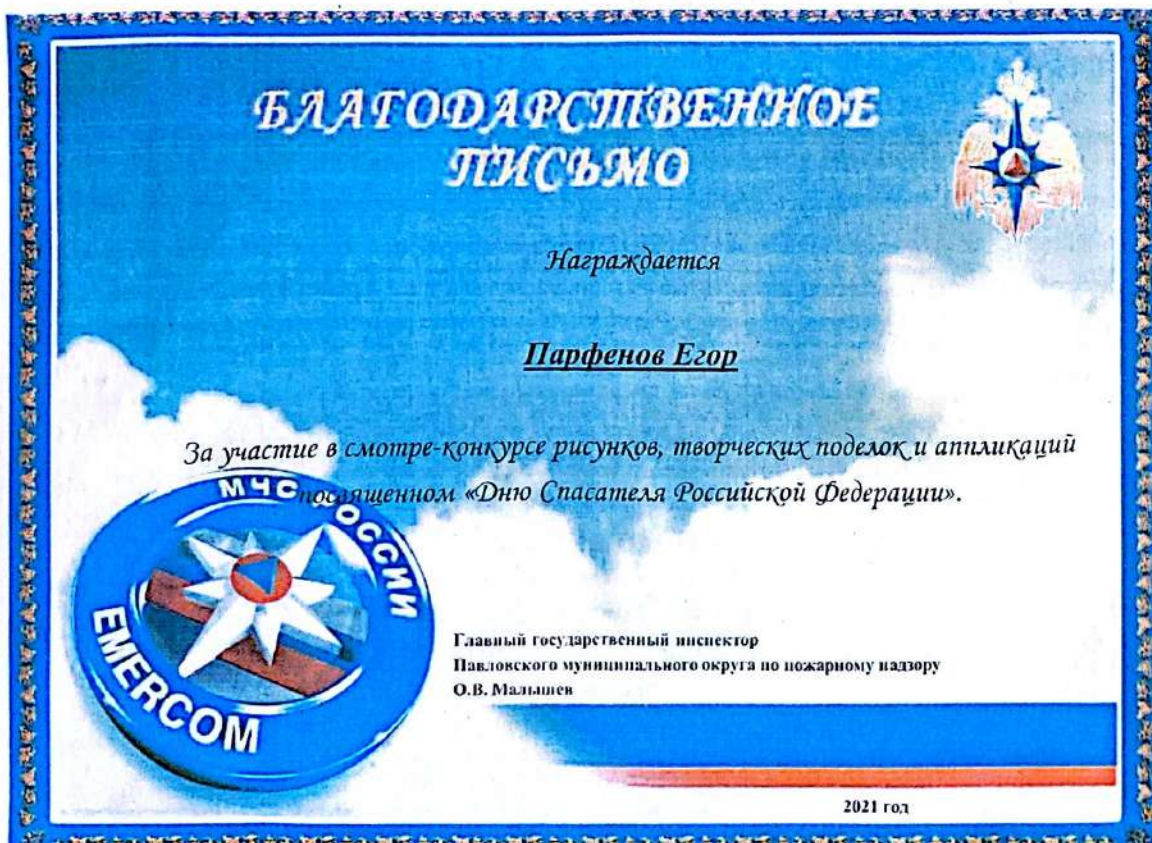 БЛАГОДАРСТВЕННОЕ
ПИСЬМО
Награждается
Парфенов Егор
За участие в смотре-конкурсе рисунков, творческих поделок и аппликаций
посвященном «Дню Спасателя Российской Федерации».
МЧС РОССИИ
EMERCOM
Главный государственный инспектор
Павловского муниципального округа по пожарному надзору
О.В. Малышев
2021 год